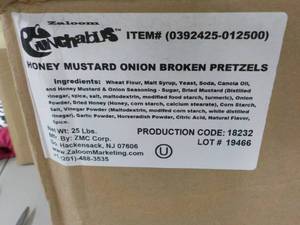 Zaloom
Cruncha bus™ ITEM# (0392425-012500)
HONEY MUSTARD ONION BROKEN PRETZELS
Ingredients: Wheat Flour, Malt Syrup, Yeast, Soda, Canola Oil,
and Honey Mustard & Onion Seasoning - Sugar, Dried Mustard (Distilled
vinegar, spice, salt, maltodextrin, modified food starch, turmeric), Onion
Powder, Dried Honey (Honey, corn starch, calcium stearate), Corn Starch,
Salt, Vinegar Powder (Maltodextrin, modified corn starch, white distilled
vinegar), Garlic Powder, Horseradish Powder, Citric Acid, Natural Flavor,
Spice.
Net Wt: 25 Lbs.
PRODUCTION CODE: 18232
Mfg. By: ZMC Corp.
LOT # 19466
So. Hackensack, NJ 07606
www.ZaloomMarketing.com
(201)-488-3535
U